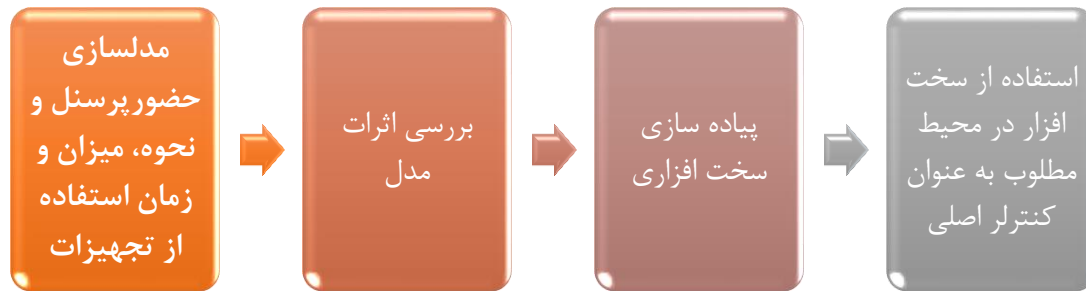 مدلسازی
حضورپرسنل و
نحوه، میزان و
زمان استفاده
از تجهیزات
بررسی اثرات
مدل
پیاده سازی
سخت افزاری
استفاده از سخت
افزار در محیط
مطلوب به عنوان
کنترلر اصلی